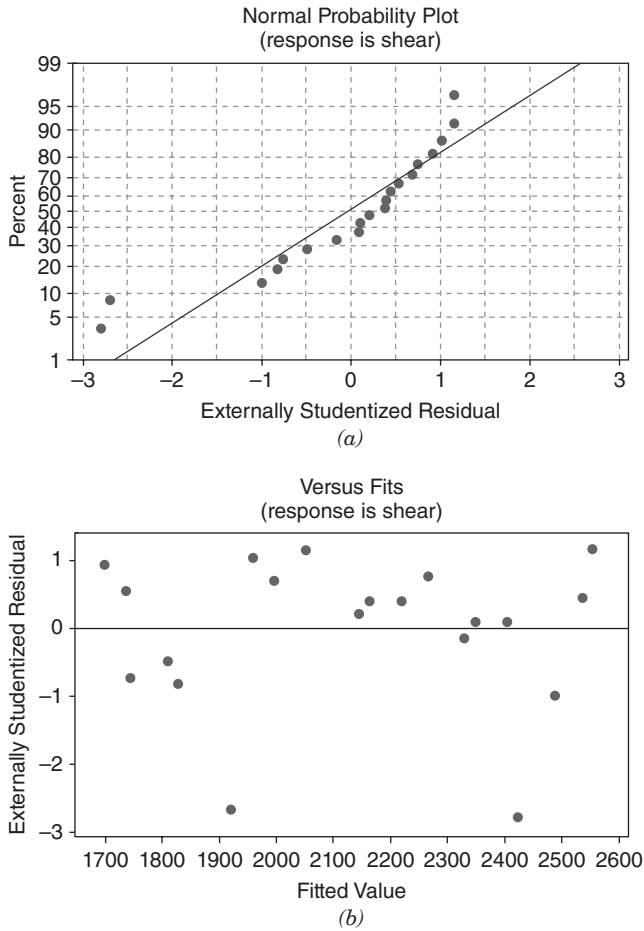 Normal Probability Plot
(response is shear)
99
95
90
80
70
60
50
40
30
20
10
5
1
Percent
−3
−2
−1
0
1
2
3
Externally Studentized Residual
(a)
Versus Fits
(response is shear)
1
0
−1
−2
−3
Externally Studentized Residual
1700 1800 1900 2000 2100 2200 2300 2400 2500 2600
Fitted Value
(b)